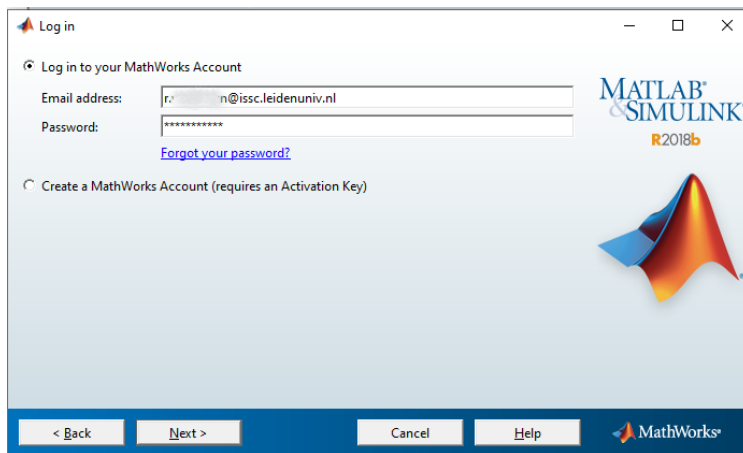 Log in
Log in to your MathWorks Account
Email address: r. n@issc.leidenuniv.nl
Password: ***********
Forgot your password?
Create a MathWorks Account (requires an Activation Key)
MATLAB®
&SIMULINK®
R2018b
< Back Next > Cancel Help MathWorks®